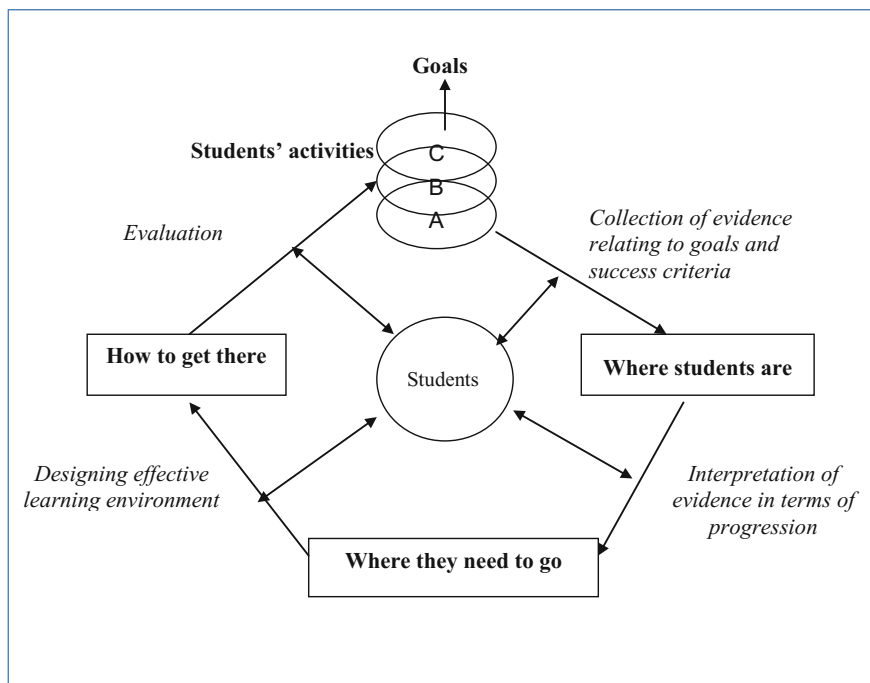 Goals
Students’ activities
C
B
A
Evaluation
Collection of evidence
relating to goals and
success criteria
How to get there
Students
Where students are
Designing effective
learning environment
Interpretation of
evidence in terms of
progression
Where they need to go